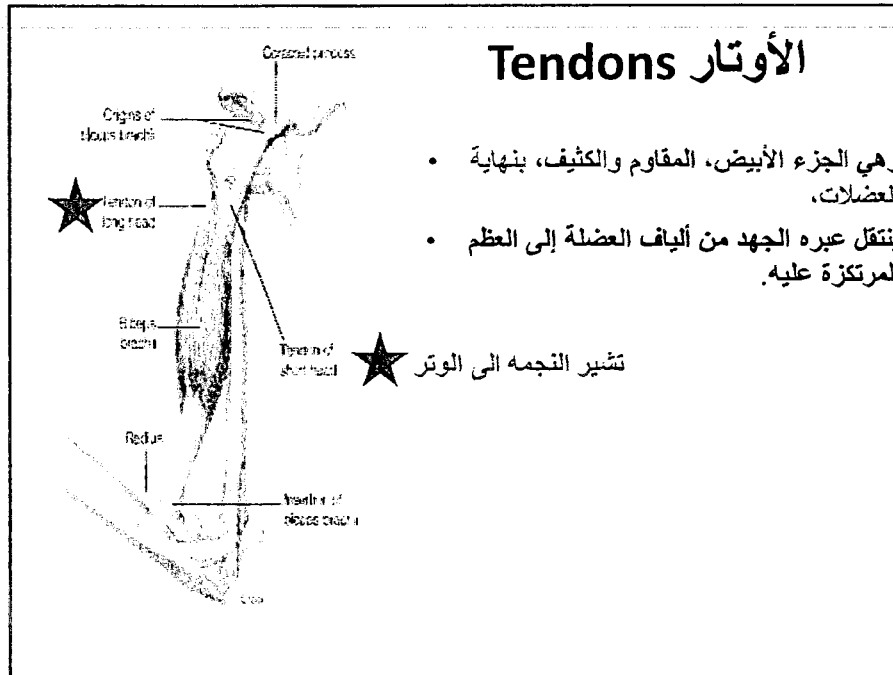 الأوتار Tendons
• وهي الجزء الأبيض، المقاوم والكثيف، بنهاية
العضلات،
• ينتقل عبره الجهد من ألياف العضلة إلى العظم
المرتكزة عليه.
تشير النجمه الى الوتر
Coracoid process
Origins of
biceps brachii
Tendon of
long head
Biceps
brachii
Tendon of
short head
Radius
Insertion of
biceps brachii